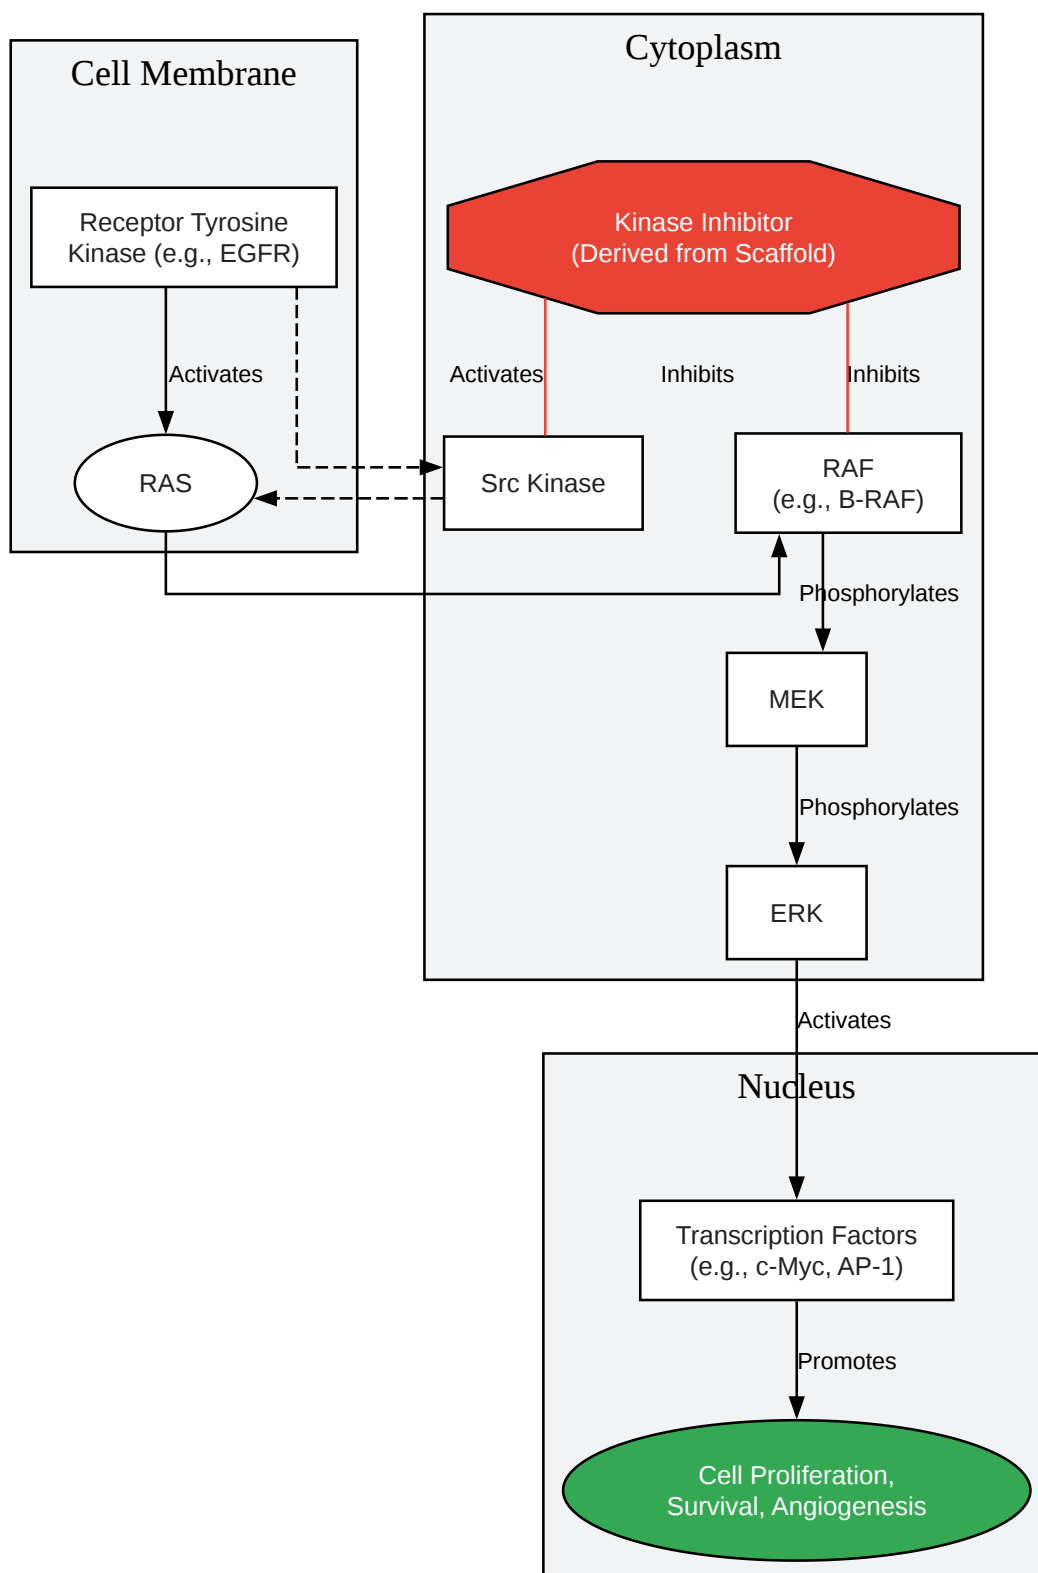 Cell Membrane
Cytoplasm
Receptor Tyrosine
Kinase (e.g., EGFR)
Kinase Inhibitor
(Derived from Scaffold)
Activates
Activates
Inhibits
Inhibits
RAS
Src Kinase
RAF
(e.g., B-RAF)
Phosphorylates
MEK
Phosphorylates
ERK
Activates
Nucleus
Transcription Factors
(e.g., c-Myc, AP-1)
Promotes
Cell Proliferation,
Survival, Angiogenesis